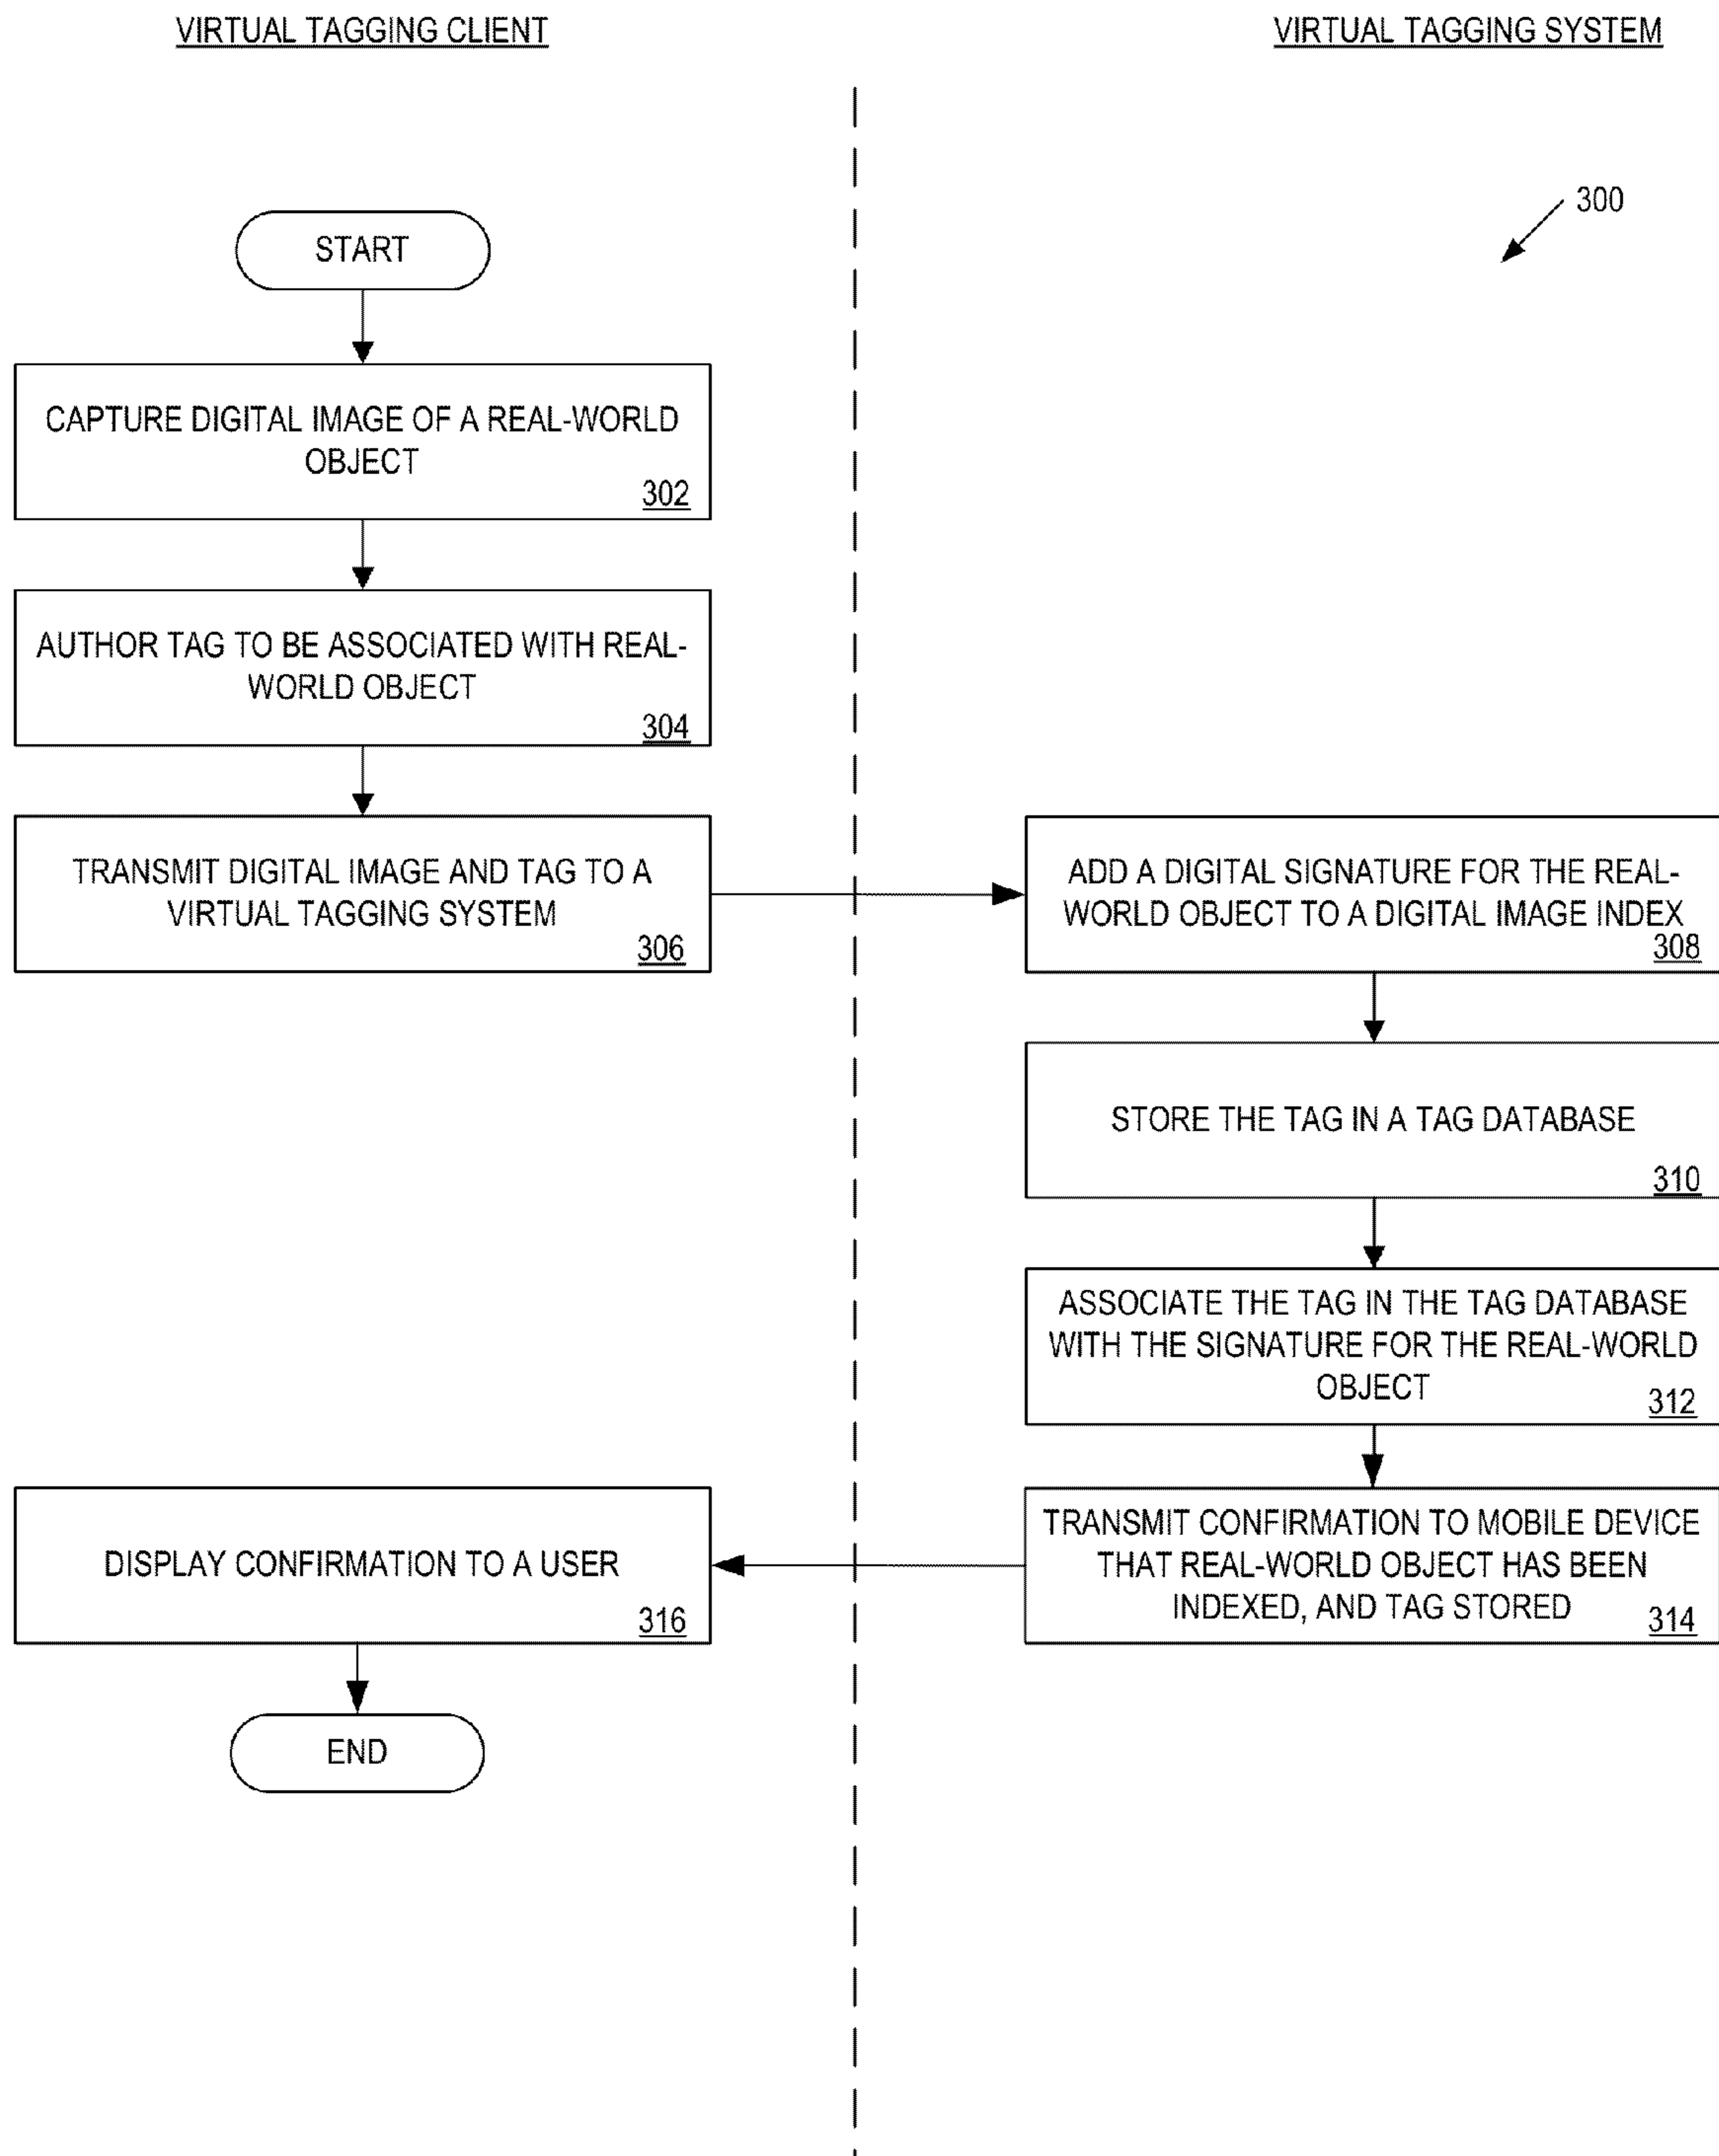 VIRTUAL TAGGING CLIENT
VIRTUAL TAGGING SYSTEM
300
START
CAPTURE DIGITAL IMAGE OF A REAL-WORLD
OBJECT
302
AUTHOR TAG TO BE ASSOCIATED WITH REAL-
WORLD OBJECT
304
TRANSMIT DIGITAL IMAGE AND TAG TO A
VIRTUAL TAGGING SYSTEM
306
ADD A DIGITAL SIGNATURE FOR THE REAL-
WORLD OBJECT TO A DIGITAL IMAGE INDEX
308
STORE THE TAG IN A TAG DATABASE
310
ASSOCIATE THE TAG IN THE TAG DATABASE
WITH THE SIGNATURE FOR THE REAL-WORLD
OBJECT
312
TRANSMIT CONFIRMATION TO MOBILE DEVICE
THAT REAL-WORLD OBJECT HAS BEEN
INDEXED, AND TAG STORED
314
DISPLAY CONFIRMATION TO A USER
316
END